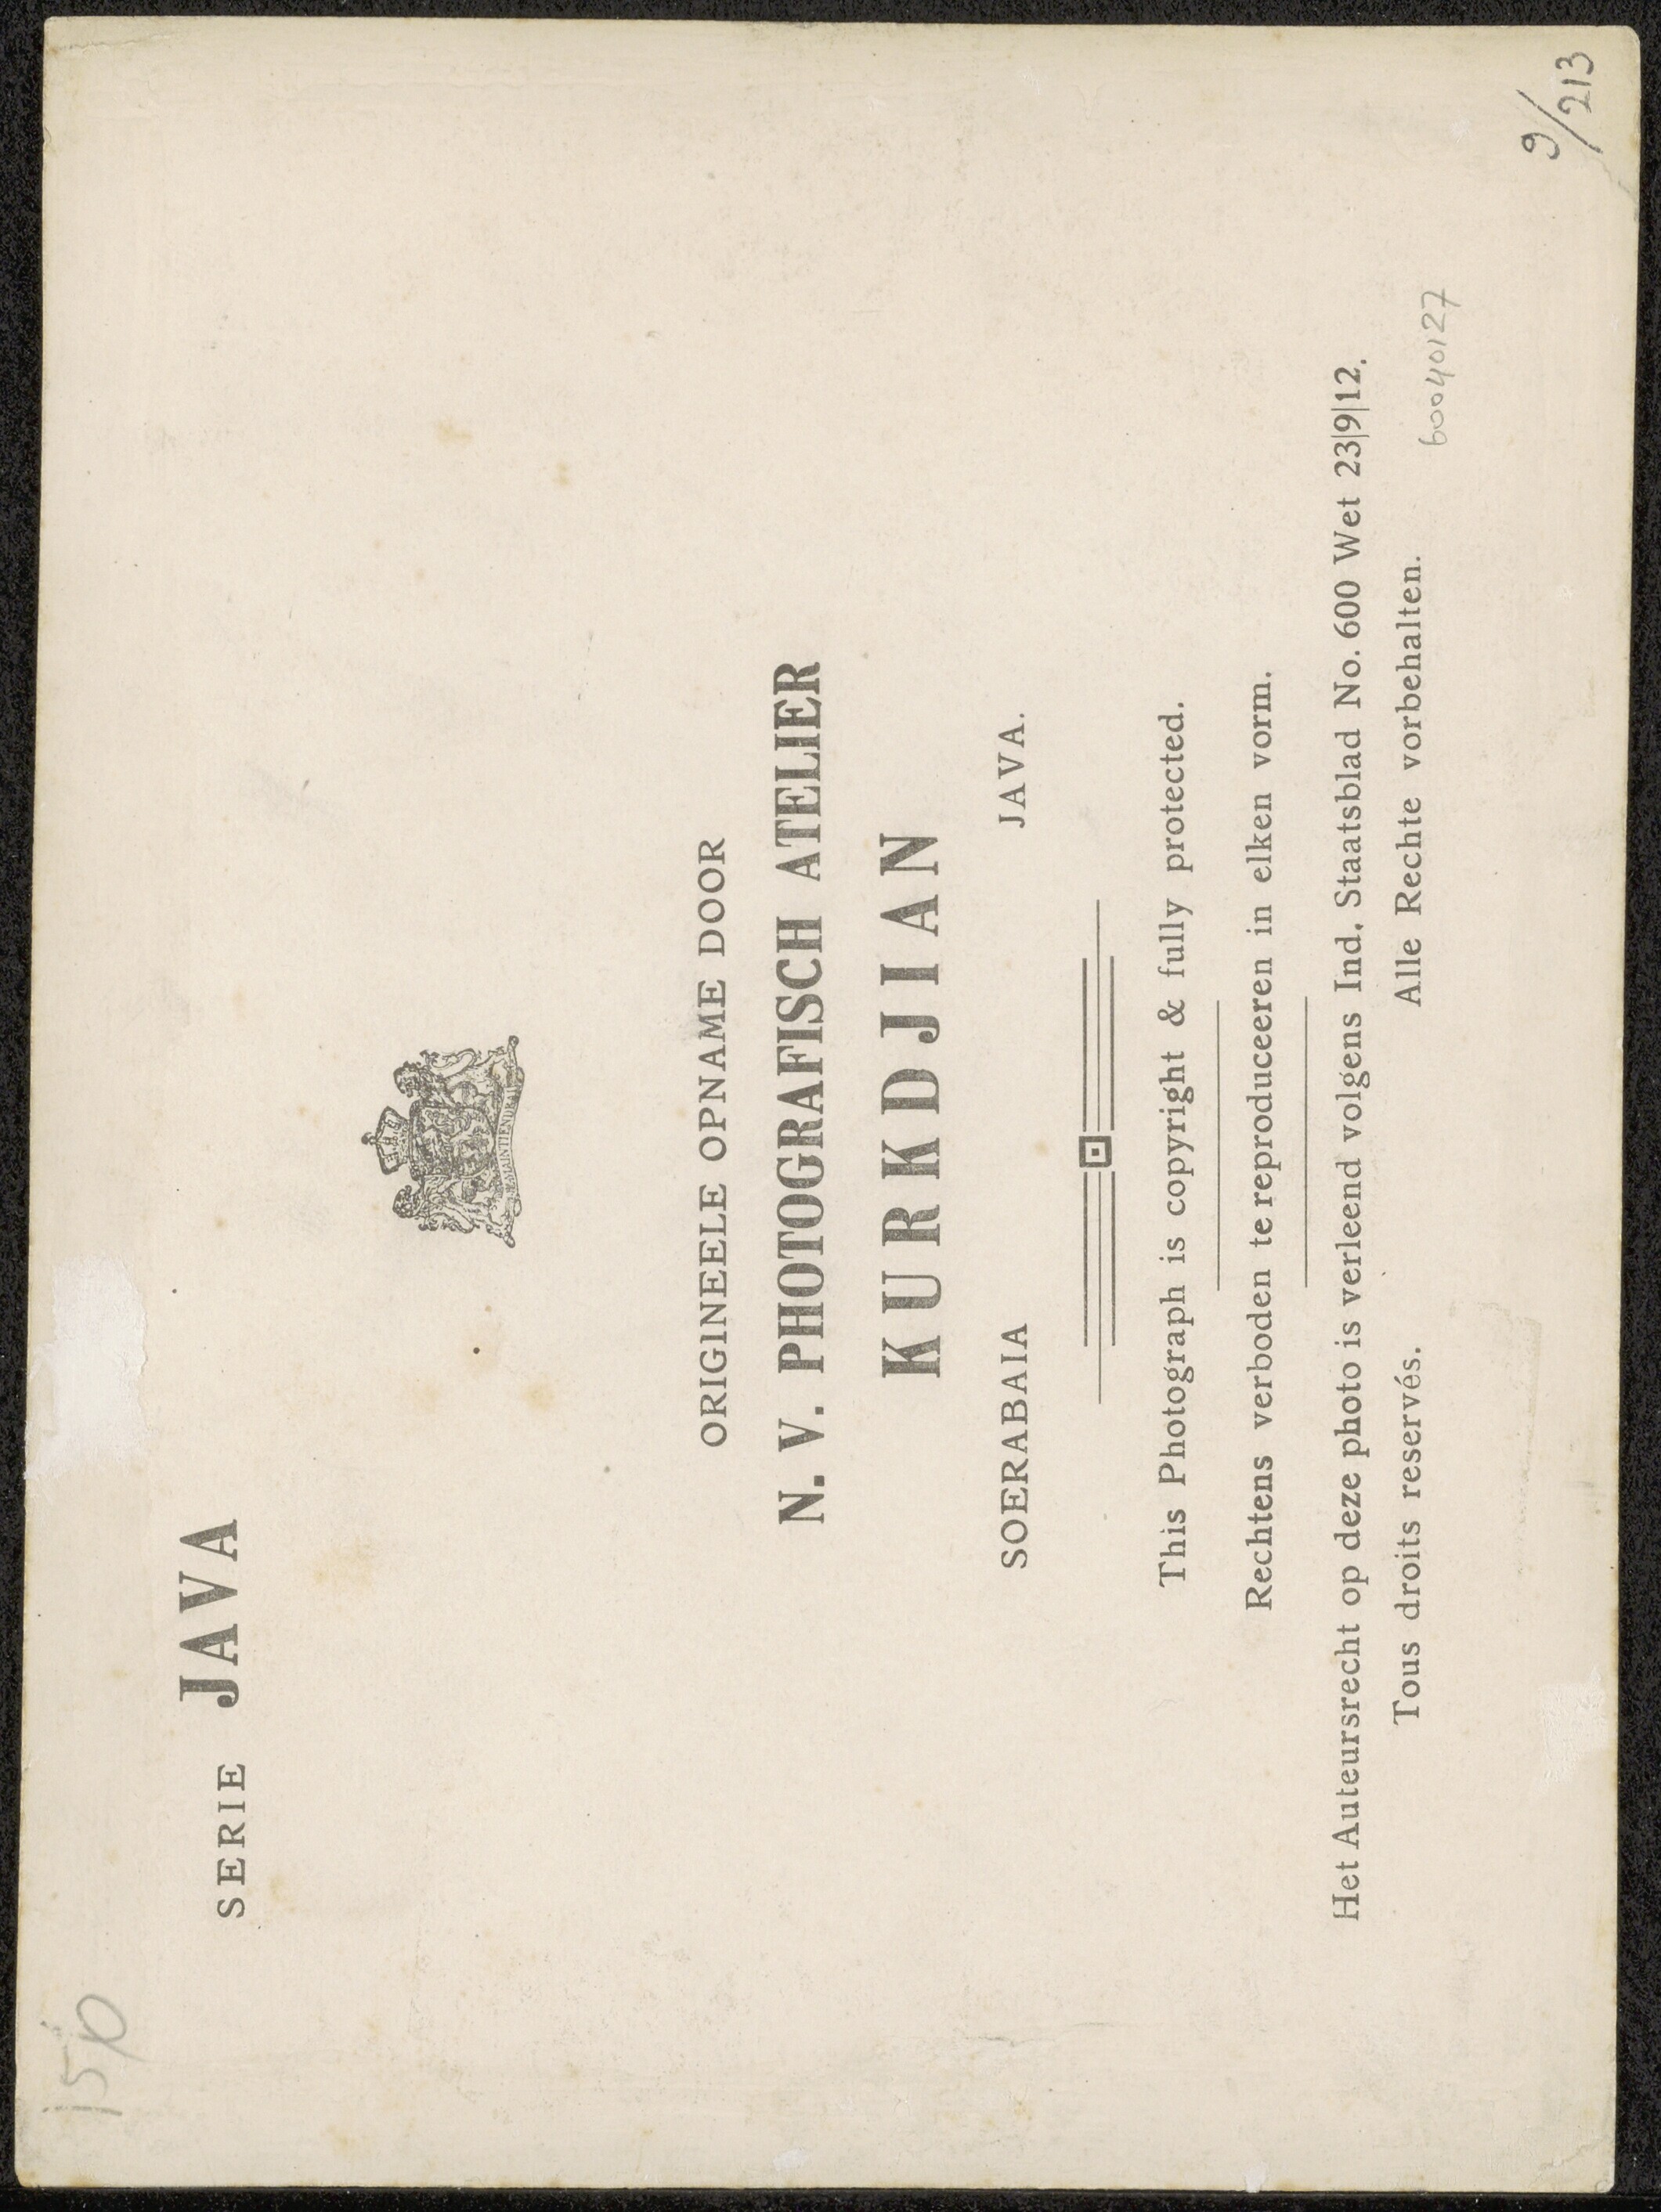 15,0
SERIE JAVA
ORIGINEELE OPNAME DOOR
N. V. PHOTOGRAFISCH ATELIER
KURKDJIAN
SOERABAIA JAVA.
This Photograph is copyright & fully protected.
Rechtens verboden te reproduceeren in elken vorm.
Het Auteursrecht op deze photo is verleend volgens Ind. Staatsblad No. 600 Wet 23|9|12.
Tous droits reservés. Alle Rechte vorbehalten.
60040127
9/213